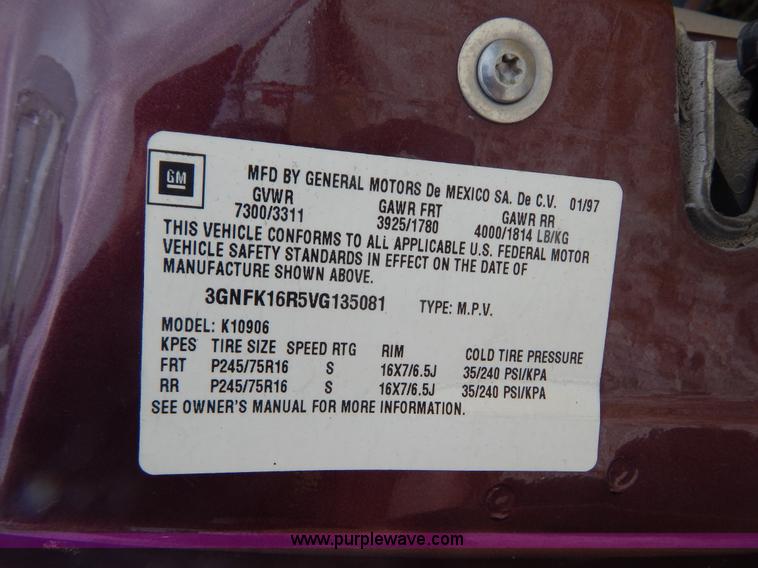 GM
MFD BY GENERAL MOTORS De MEXICO SA. De C.V. 01/97
GVWR GAWR FRT GAWR RR
7300/3311 3925/1780 4000/1814 LB/KG
THIS VEHICLE CONFORMS TO ALL APPLICABLE U.S. FEDERAL MOTOR
VEHICLE SAFETY STANDARDS IN EFFECT ON THE DATE OF
MANUFACTURE SHOWN ABOVE.
3GNFK16R5VG135081 TYPE: M.P.V.
MODEL: K10906
KPES TIRE SIZE SPEED RTG RIM COLD TIRE PRESSURE
FRT P245/75R16 S 16X7/6.5J 35/240 PSI/KPA
RR P245/75R16 S 16X7/6.5J 35/240 PSI/KPA
SEE OWNER'S MANUAL FOR MORE INFORMATION.
www.purplewave.com